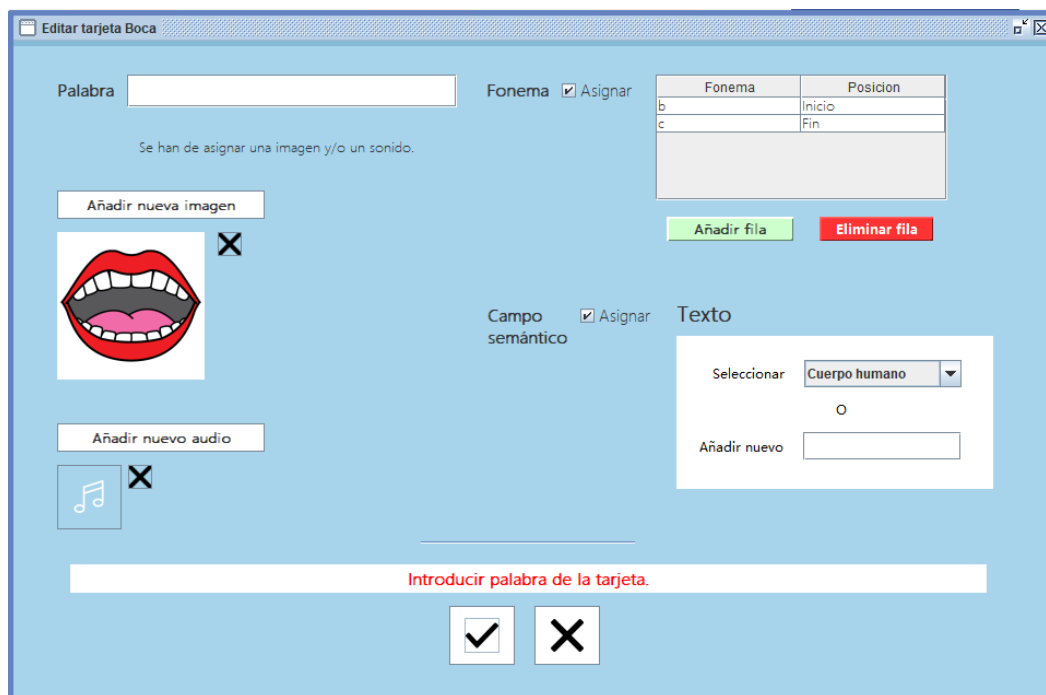 Editar tarjeta Boca
Palabra
Fonema Asignar
Fonema Posicion
b Inicio
c Fin
Se han de asignar una imagen y/o un sonido.
Añadir nueva imagen
Añadir fila Eliminar fila
Campo semántico Asignar
Texto
Seleccionar Cuerpo humano
O
Añadir nuevo
Añadir nuevo audio
Introducir palabra de la tarjeta.